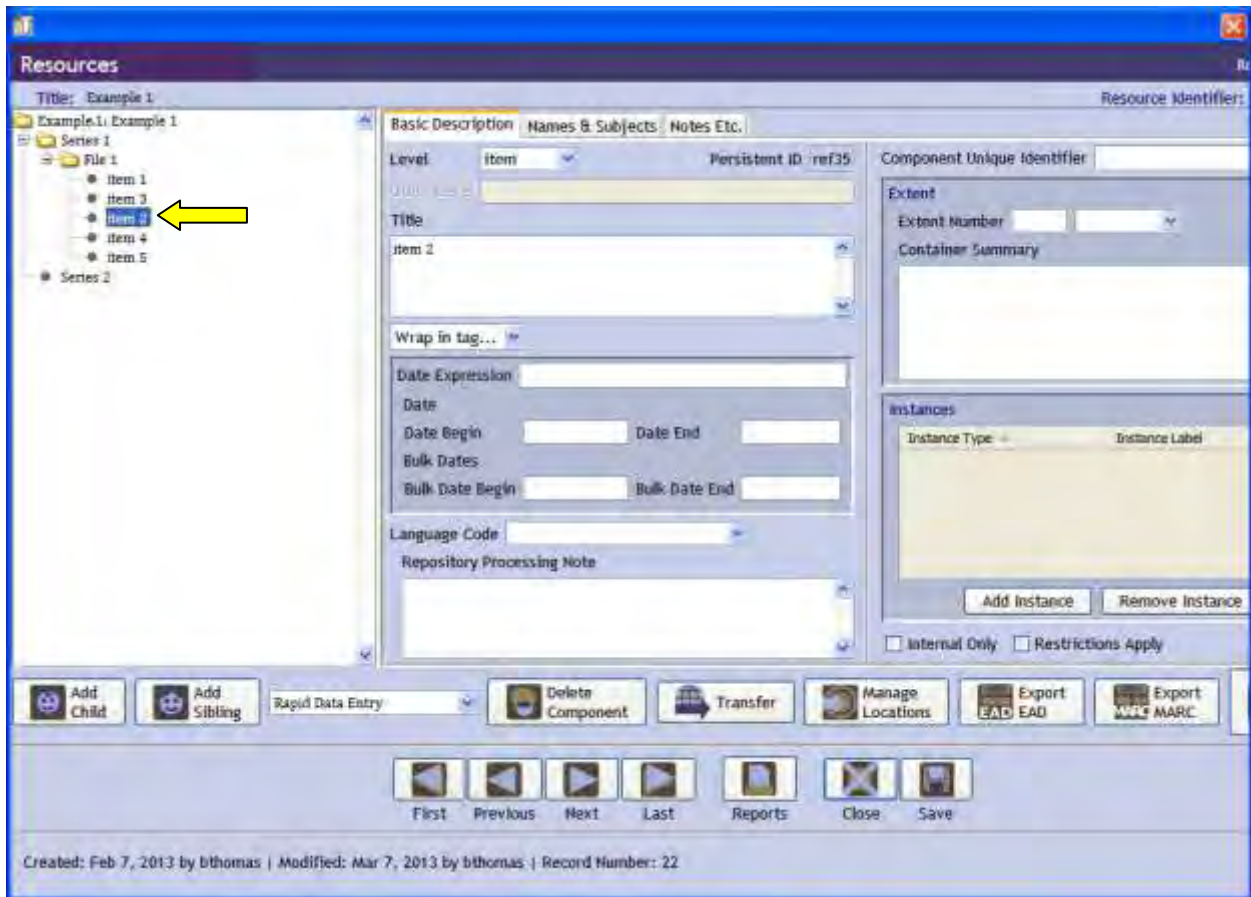 Resources
Title: Example 1
Resource Identifier:
Example.1: Example 1
Series 1
File 1
item 1
item 3
item 2
item 4
item 5
Series 2
Basic Description Names & Subjects Notes Etc.
Level item Persistent ID ref35
Title
item 2
Wrap in tag...
Date Expression
Date
Date Begin Date End
Bulk Dates
Bulk Date Begin Bulk Date End
Language Code
Repository Processing Note
Component Unique Identifier
Extent
Extent Number
Container Summary
Instances
Instance Type Instance Label
Add Instance Remove Instance
Internal Only Restrictions Apply
Add Child
Add Sibling
Rapid Data Entry
Delete Component
Transfer
Manage Locations
EAD Export EAD
MARC Export MARC
First Previous Next Last Reports Close Save
Created: Feb 7, 2013 by bthomas | Modified: Mar 7, 2013 by bthomas | Record Number: 22